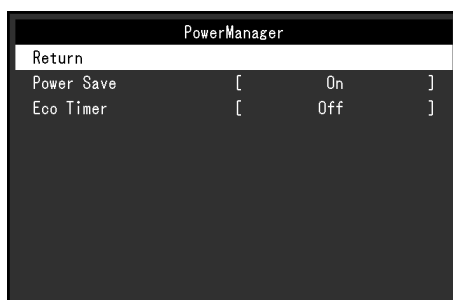 PowerManager
Return
Power Save [ On ]
Eco Timer [ Off ]